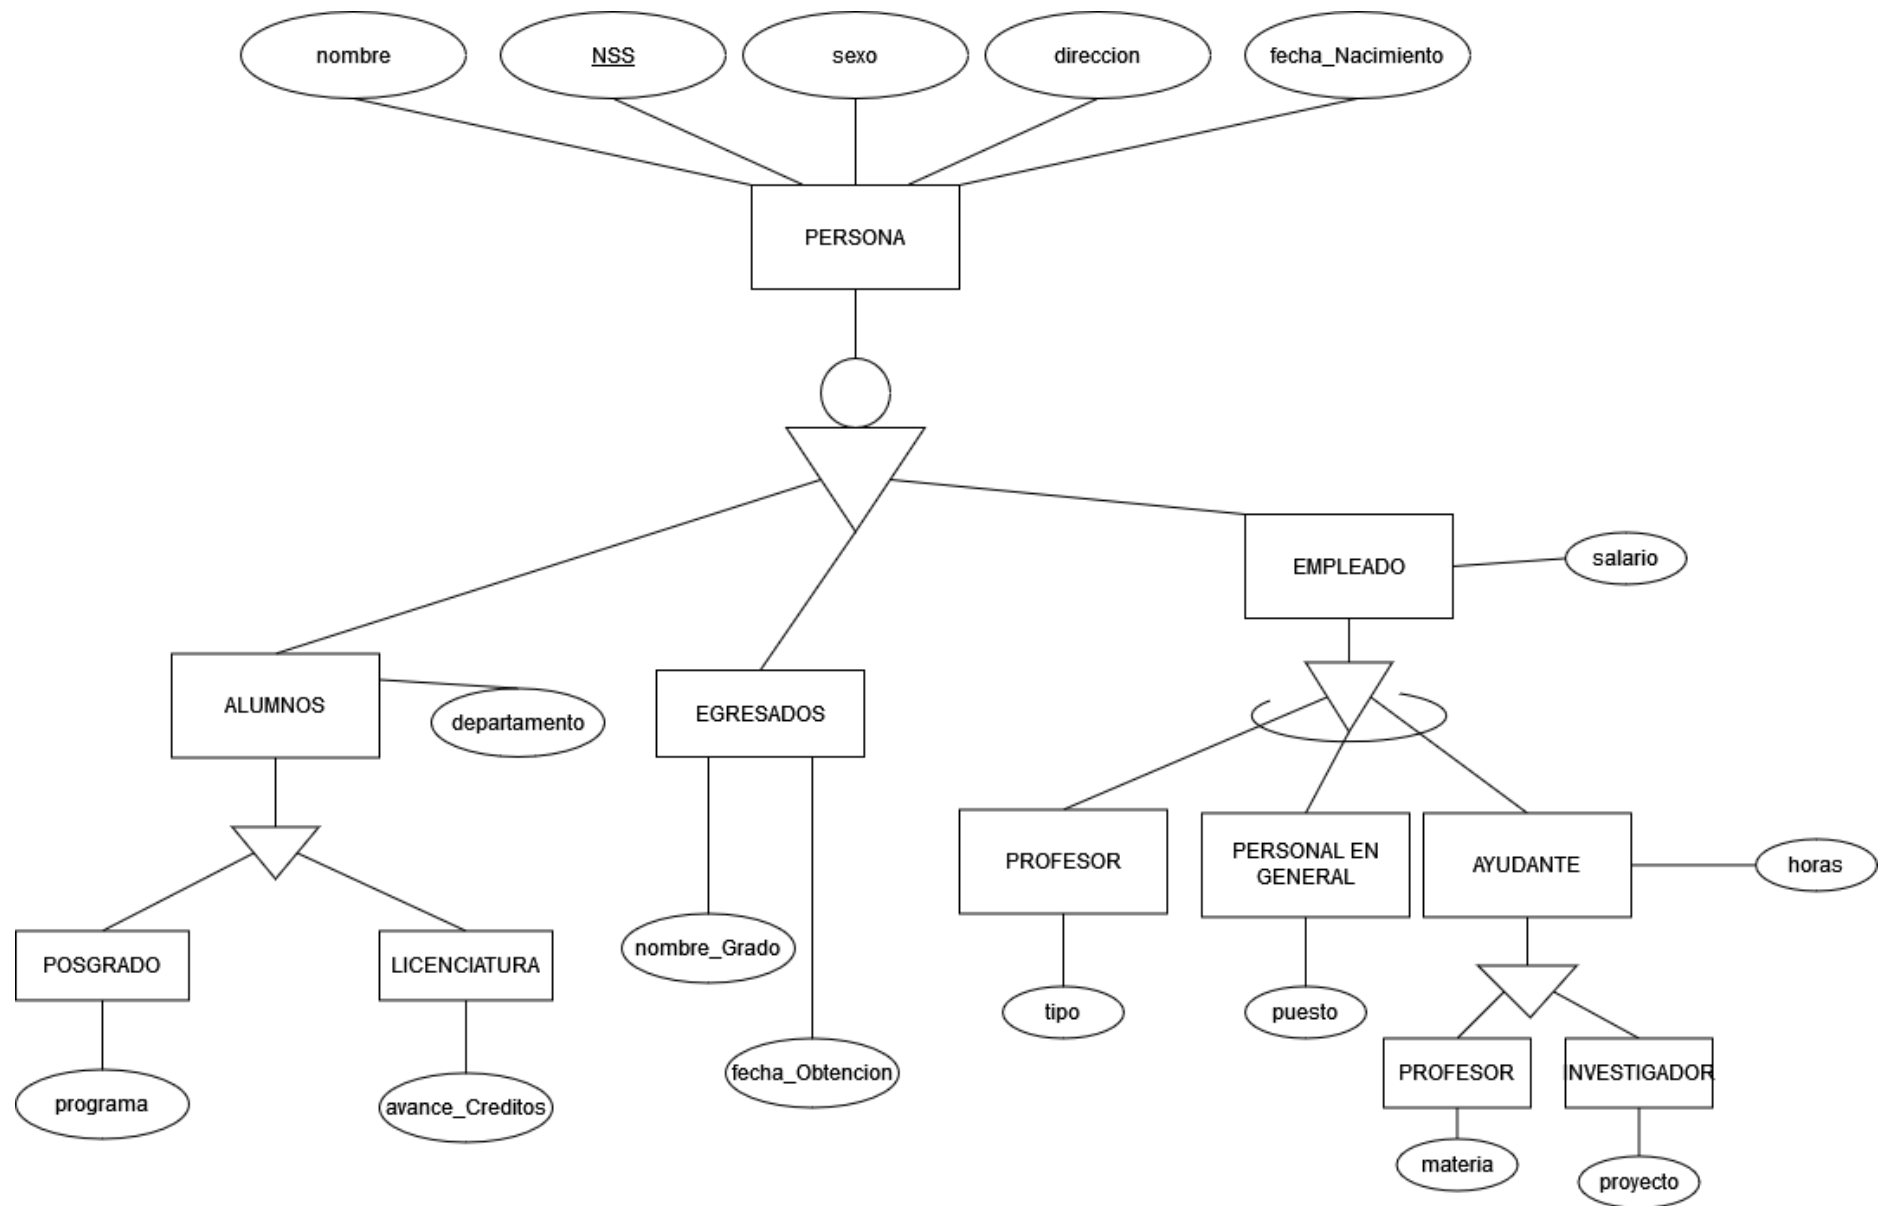 nombre
NSS
sexo
direccion
fecha_Nacimiento
PERSONA
EMPLEADO
salario
ALUMNOS
departamento
EGRESADOS
PROFESOR
PERSONAL EN
GENERAL
AYUDANTE
horas
POSGRADO
LICENCIATURA
nombre_Grado
tipo
puesto
fecha_Obtencion
PROFESOR
INVESTIGADOR
programa
avance_Creditos
materia
proyecto